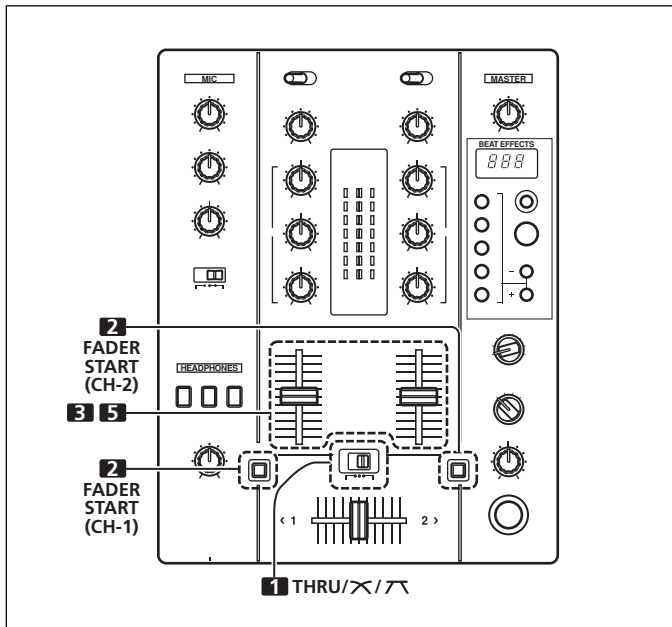 MIC
MASTER
BEAT EFFECTS
888
−
+
2
FADER
START
(CH-2)
HEADPHONES
3 5
2
FADER
START
(CH-1)
‹ 1
2 ›
1 THRU/